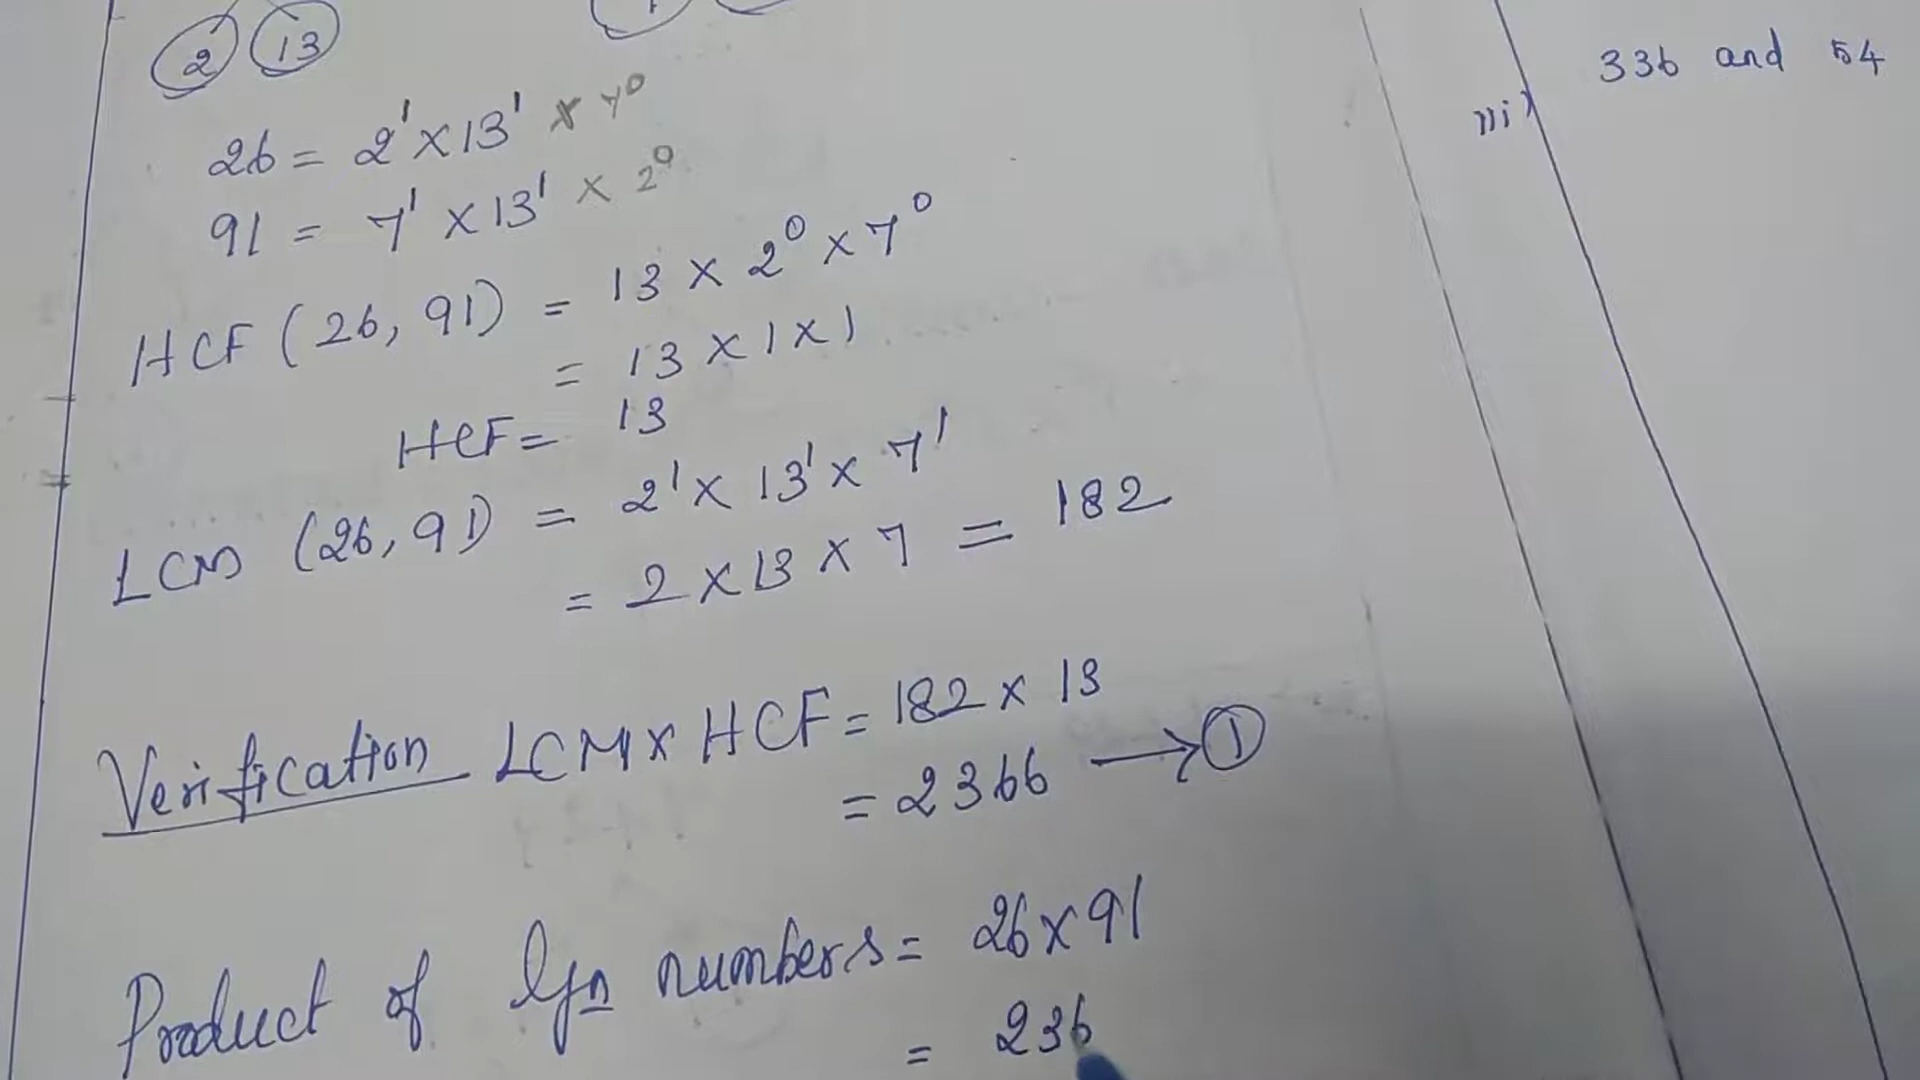 2 13
26 = 2¹ × 13¹ × 7⁰
91 = 7¹ × 13¹ × 2⁰
HCF (26, 91) = 13 × 2⁰ × 7⁰
= 13 × 1 × 1
HCF = 13
LCM (26, 91) = 2¹ × 13¹ × 7¹
= 2 × 13 × 7 = 182
Verification LCM × HCF = 182 × 13
= 2366 → ①
Product of numbers = 26 × 91
= 236
iii) 336 and 54